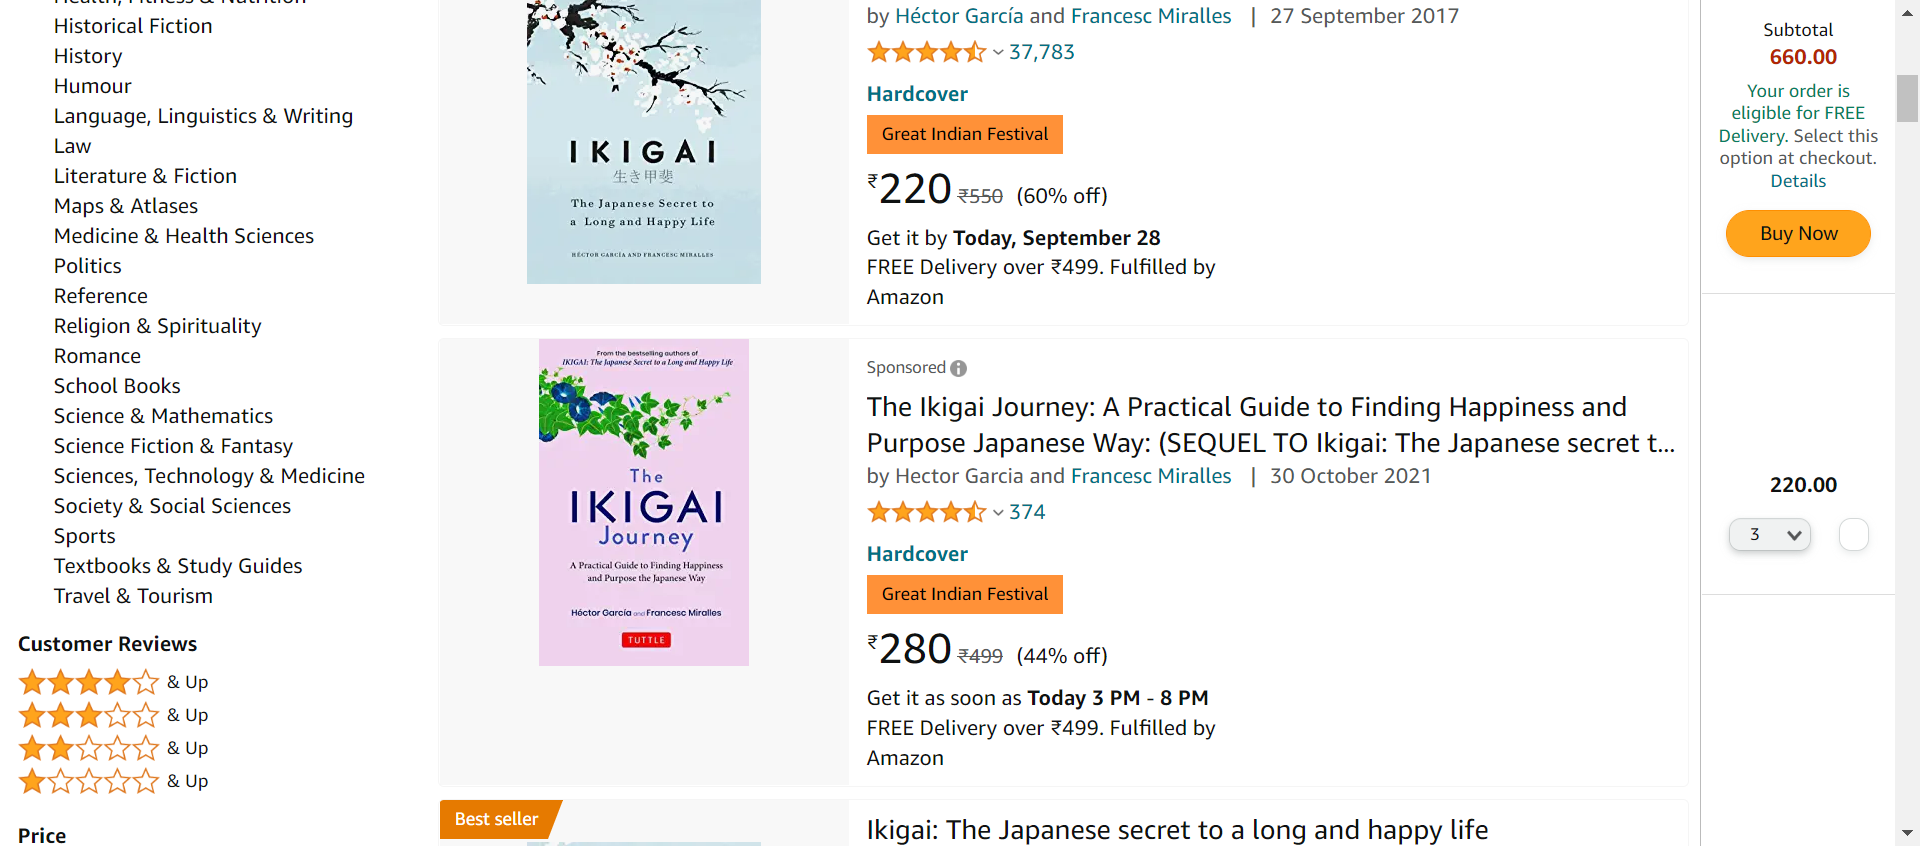 Health, Fitness & Nutrition
Historical Fiction
History
Humour
Language, Linguistics & Writing
Law
Literature & Fiction
Maps & Atlases
Medicine & Health Sciences
Politics
Reference
Religion & Spirituality
Romance
School Books
Science & Mathematics
Science Fiction & Fantasy
Sciences, Technology & Medicine
Society & Social Sciences
Sports
Textbooks & Study Guides
Travel & Tourism
Customer Reviews
& Up
& Up
& Up
& Up
Price
IKIGAI
生き甲斐
The Japanese Secret to
a Long and Happy Life
HÉCTOR GARCÍA AND FRANCESC MIRALLES
by Héctor García and Francesc Miralles | 27 September 2017
37,783
Hardcover
Great Indian Festival
₹220 ₹550 (60% off)
Get it by Today, September 28
FREE Delivery over ₹499. Fulfilled by
Amazon
From the bestselling authors of
IKIGAI: The Japanese Secret to a Long and Happy Life
The
IKIGAI
Journey
A Practical Guide to Finding Happiness
and Purpose the Japanese Way
Héctor García and Francesc Miralles
TUTTLE
Sponsored
The Ikigai Journey: A Practical Guide to Finding Happiness and
Purpose Japanese Way: (SEQUEL TO Ikigai: The Japanese secret t...
by Hector Garcia and Francesc Miralles | 30 October 2021
374
Hardcover
Great Indian Festival
₹280 ₹499 (44% off)
Get it as soon as Today 3 PM - 8 PM
FREE Delivery over ₹499. Fulfilled by
Amazon
Best seller
Ikigai: The Japanese secret to a long and happy life
Subtotal
660.00
Your order is
eligible for FREE
Delivery. Select this
option at checkout.
Details
Buy Now
220.00
3